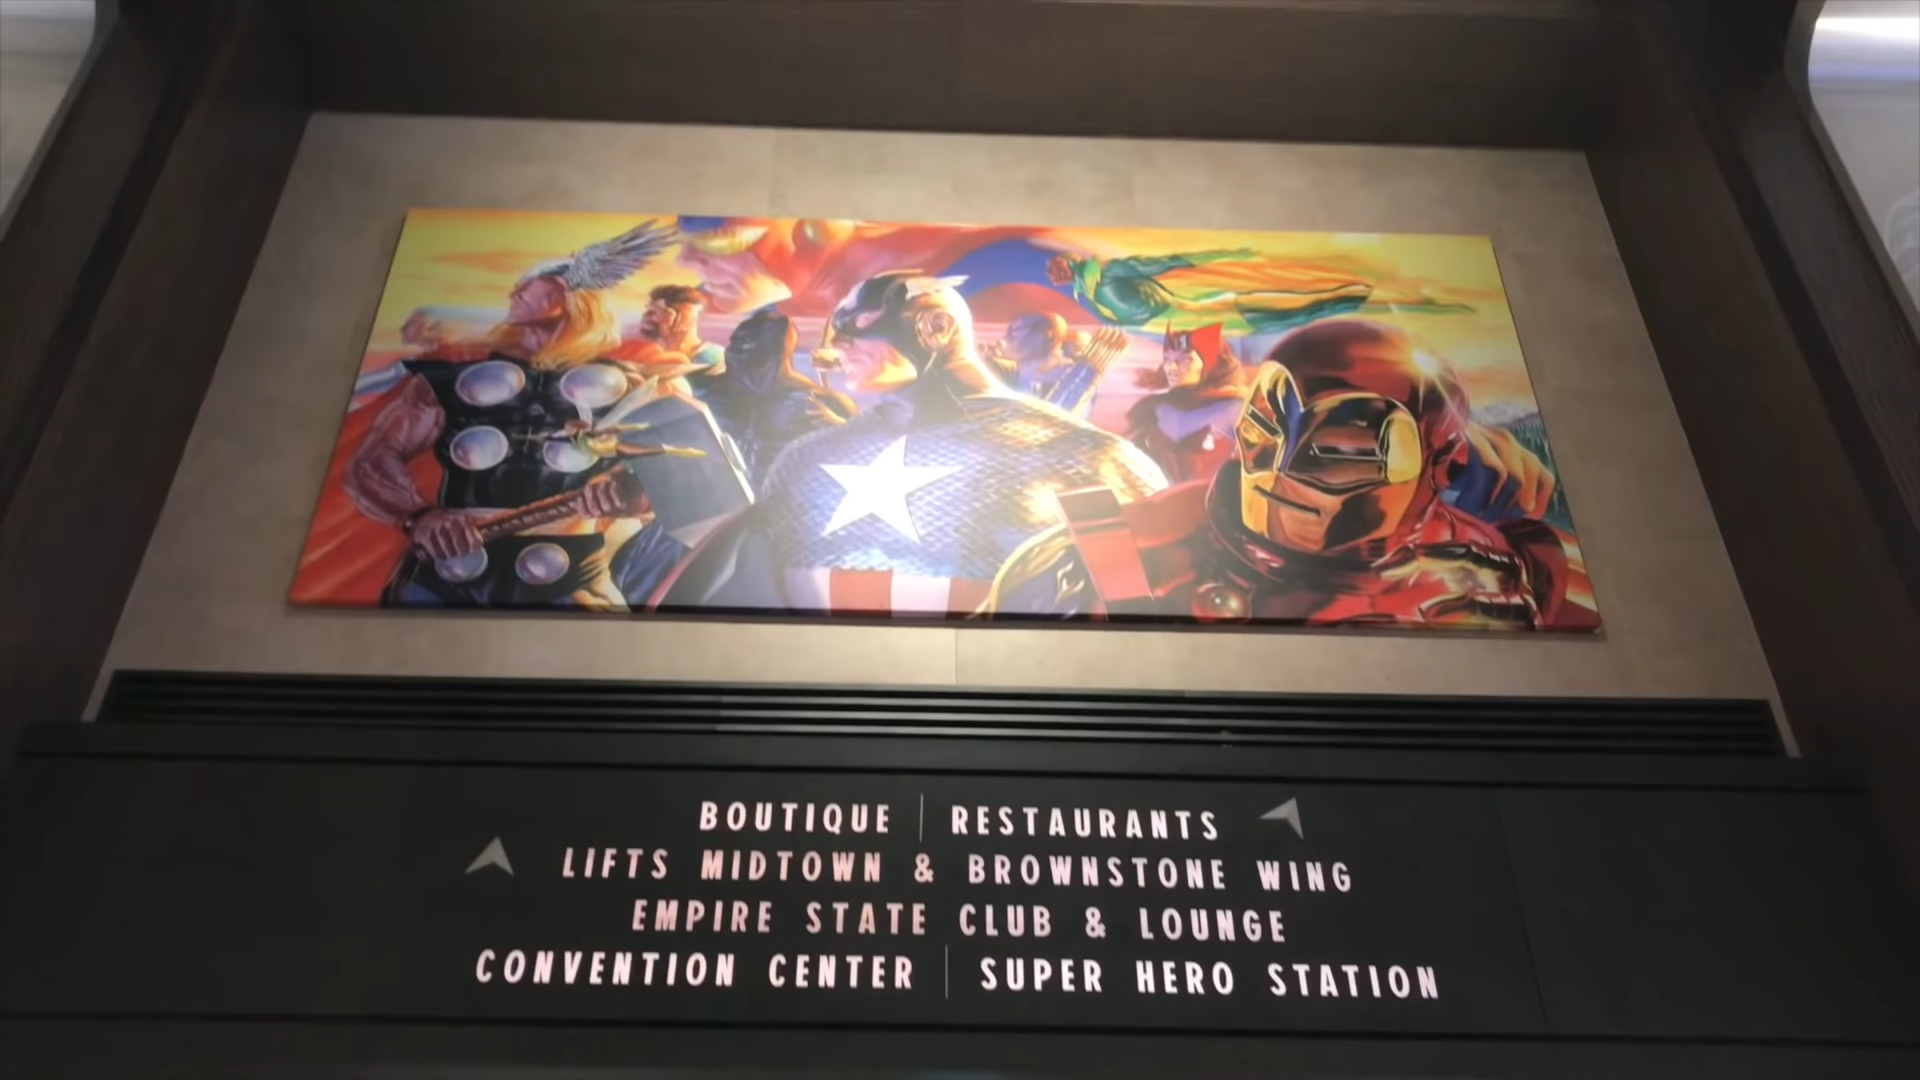 BOUTIQUE | RESTAURANTS
LIFTS MIDTOWN & BROWNSTONE WING
EMPIRE STATE CLUB & LOUNGE
CONVENTION CENTER | SUPER HERO STATION